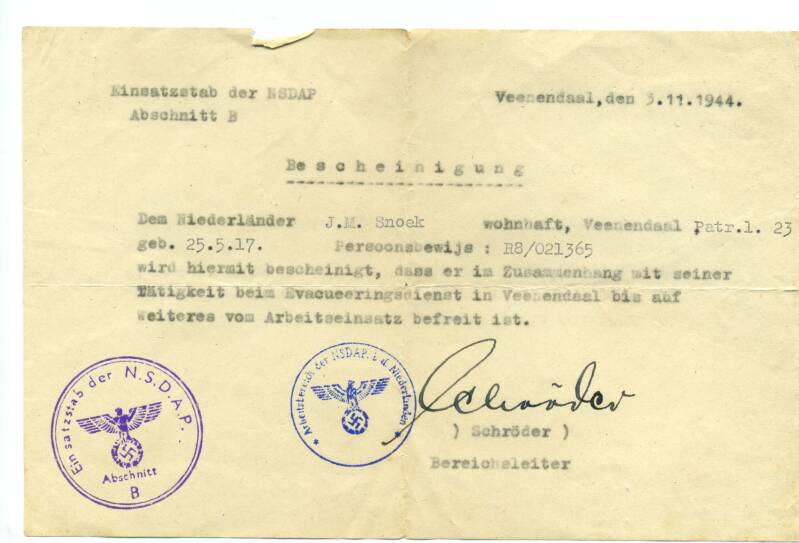 Einsatzstab der NSDAP
Abschnitt B
Veenendaal, den 3.11.1944.
Bescheinigung
Dem Niederländer J.M. Snoek wohnhaft, Veenendaal Patr.l. 23
geb. 25.5.17. Persoonsbewijs : R8/021365
wird hiermit bescheinigt, dass er im Zusammenhang mit seiner
Tätigkeit beim Evacueeringsdienst in Veenendaal bis auf
Weiteres vom Arbeitseinsatz befreit ist.
Einsatzstab der N.S.D.A.P.
Abschnitt
B
Arbeitsbereich der NSDAP. i. d. Niederlanden
Schröder
) Schröder )
Bereichsleiter